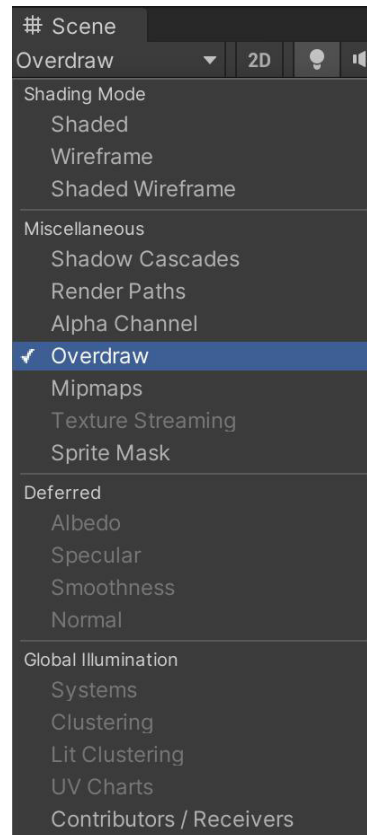 Scene
Overdraw 2D
Shading Mode
Shaded
Wireframe
Shaded Wireframe
Miscellaneous
Shadow Cascades
Render Paths
Alpha Channel
Overdraw
Mipmaps
Texture Streaming
Sprite Mask
Deferred
Albedo
Specular
Smoothness
Normal
Global Illumination
Systems
Clustering
Lit Clustering
UV Charts
Contributors / Receivers